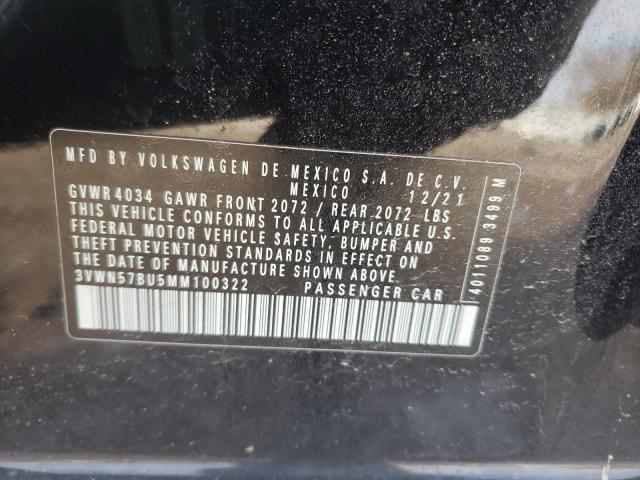 MFD BY VOLKSWAGEN DE MEXICO S.A. DE C.V.
MEXICO 12/21
GVWR 4034 GAWR FRONT 2072 / REAR 2072 LBS
THIS VEHICLE CONFORMS TO ALL APPLICABLE U.S.
FEDERAL MOTOR VEHICLE SAFETY, BUMPER AND
THEFT PREVENTION STANDARDS IN EFFECT ON
THE DATE OF MANUFACTURE SHOWN ABOVE.
3VWN57BU5MM100322 PASSENGER CAR
4011089 3499 M